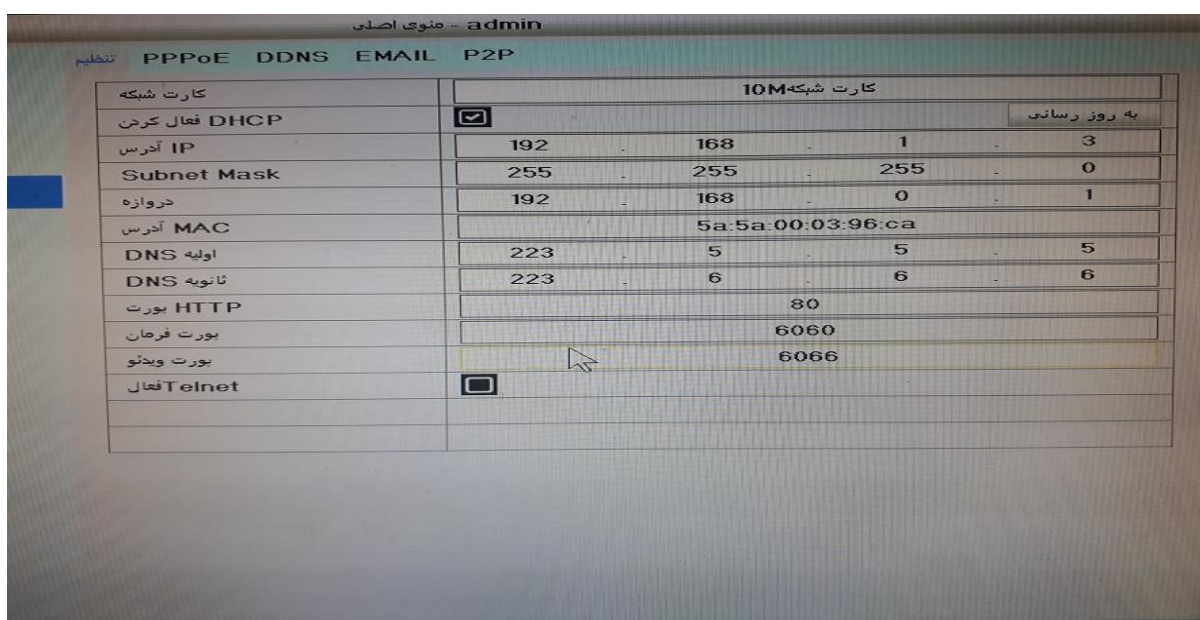 admin - منوی اصلی
تنظیم PPPoE DDNS EMAIL P2P
کارت شبکه کارت شبکه10M
DHCP فعال کردن به روز رسانی
IP آدرس 192 . 168 . 1 . 3
Subnet Mask 255 . 255 . 255 . 0
دروازه 192 . 168 . 0 . 1
MAC آدرس 5a:5a:00:03:96:ca
DNS اولیه 223 . 5 . 5 . 5
DNS ثانویه 223 . 6 . 6 . 6
HTTP پورت 80
پورت فرمان 6060
پورت ویدئو 6066
Telnetفعال